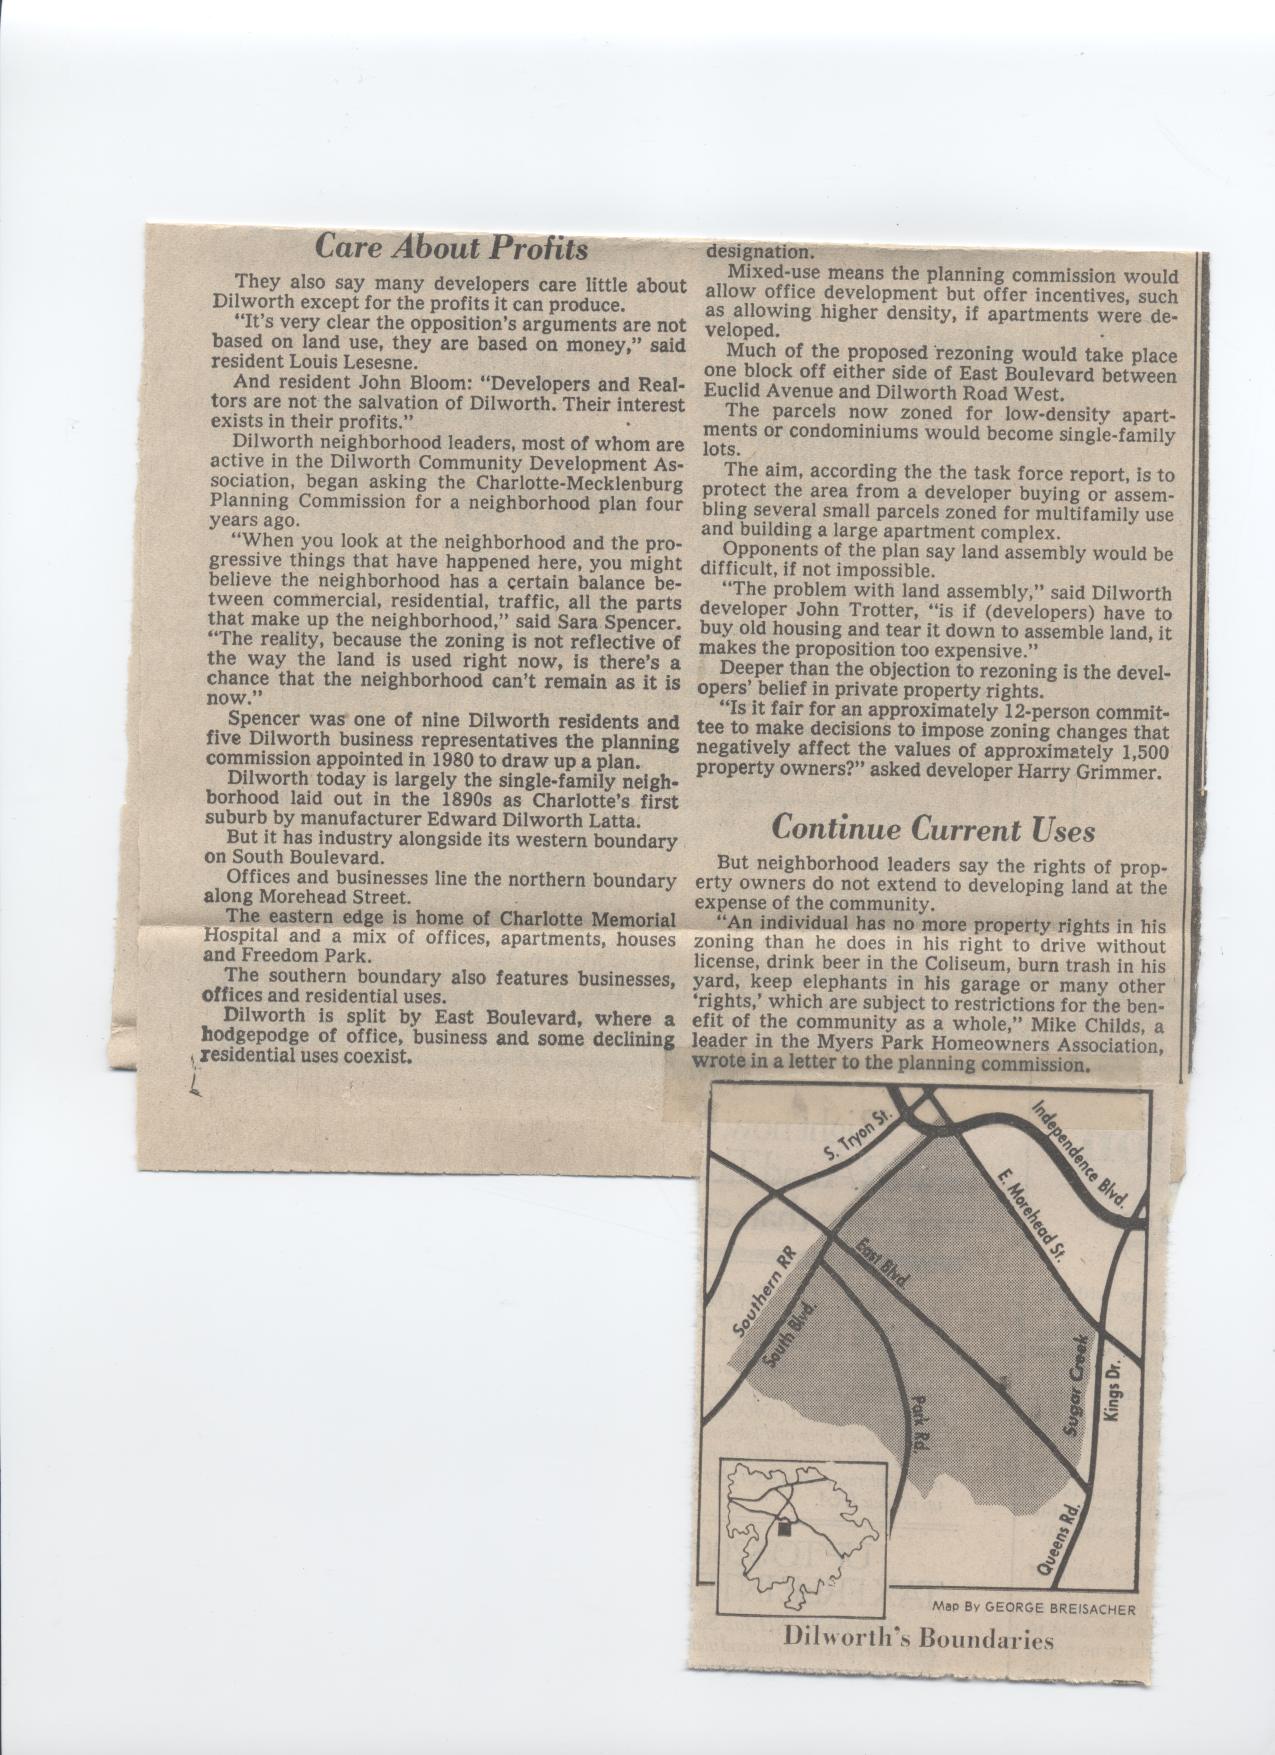 Care About Profits
They also say many developers care little about
Dilworth except for the profits it can produce.
“It’s very clear the opposition’s arguments are not
based on land use, they are based on money,” said
resident Louis Lesesne.
And resident John Bloom: “Developers and Real-
tors are not the salvation of Dilworth. Their interest
exists in their profits.”
Dilworth neighborhood leaders, most of whom are
active in the Dilworth Community Development As-
sociation, began asking the Charlotte-Mecklenburg
Planning Commission for a neighborhood plan four
years ago.
“When you look at the neighborhood and the pro-
gressive things that have happened here, you might
believe the neighborhood has a certain balance be-
tween commercial, residential, traffic, all the parts
that make up the neighborhood,” said Sara Spencer.
“The reality, because the zoning is not reflective of
the way the land is used right now, is there’s a
chance that the neighborhood can’t remain as it is
now.”
Spencer was one of nine Dilworth residents and
five Dilworth business representatives the planning
commission appointed in 1980 to draw up a plan.
Dilworth today is largely the single-family neigh-
borhood laid out in the 1890s as Charlotte’s first
suburb by manufacturer Edward Dilworth Latta.
But it has industry alongside its western boundary
on South Boulevard.
Offices and businesses line the northern boundary
along Morehead Street.
The eastern edge is home of Charlotte Memorial
Hospital and a mix of offices, apartments, houses
and Freedom Park.
The southern boundary also features businesses,
offices and residential uses.
Dilworth is split by East Boulevard, where a
hodgepodge of office, business and some declining
residential uses coexist.
designation.
Mixed-use means the planning commission would
allow office development but offer incentives, such
as allowing higher density, if apartments were de-
veloped.
Much of the proposed rezoning would take place
one block off either side of East Boulevard between
Euclid Avenue and Dilworth Road West.
The parcels now zoned for low-density apart-
ments or condominiums would become single-family
lots.
The aim, according the the task force report, is to
protect the area from a developer buying or assem-
bling several small parcels zoned for multifamily use
and building a large apartment complex.
Opponents of the plan say land assembly would be
difficult, if not impossible.
“The problem with land assembly,” said Dilworth
developer John Trotter, “is if (developers) have to
buy old housing and tear it down to assemble land, it
makes the proposition too expensive.”
Deeper than the objection to rezoning is the devel-
opers’ belief in private property rights.
“Is it fair for an approximately 12-person commit-
tee to make decisions to impose zoning changes that
negatively affect the values of approximately 1,500
property owners?” asked developer Harry Grimmer.
Continue Current Uses
But neighborhood leaders say the rights of prop-
erty owners do not extend to developing land at the
expense of the community.
“An individual has no more property rights in his
zoning than he does in his right to drive without
license, drink beer in the Coliseum, burn trash in his
yard, keep elephants in his garage or many other
‘rights,’ which are subject to restrictions for the ben-
efit of the community as a whole,” Mike Childs, a
leader in the Myers Park Homeowners Association,
wrote in a letter to the planning commission.
S. Tryon St.
Independence Blvd.
E. Morehead St.
East Blvd.
Southern RR
South Blvd.
Sugar Creek
Kings Dr.
Park Rd.
Queens Rd.
Map By GEORGE BREISACHER
Dilworth’s Boundaries